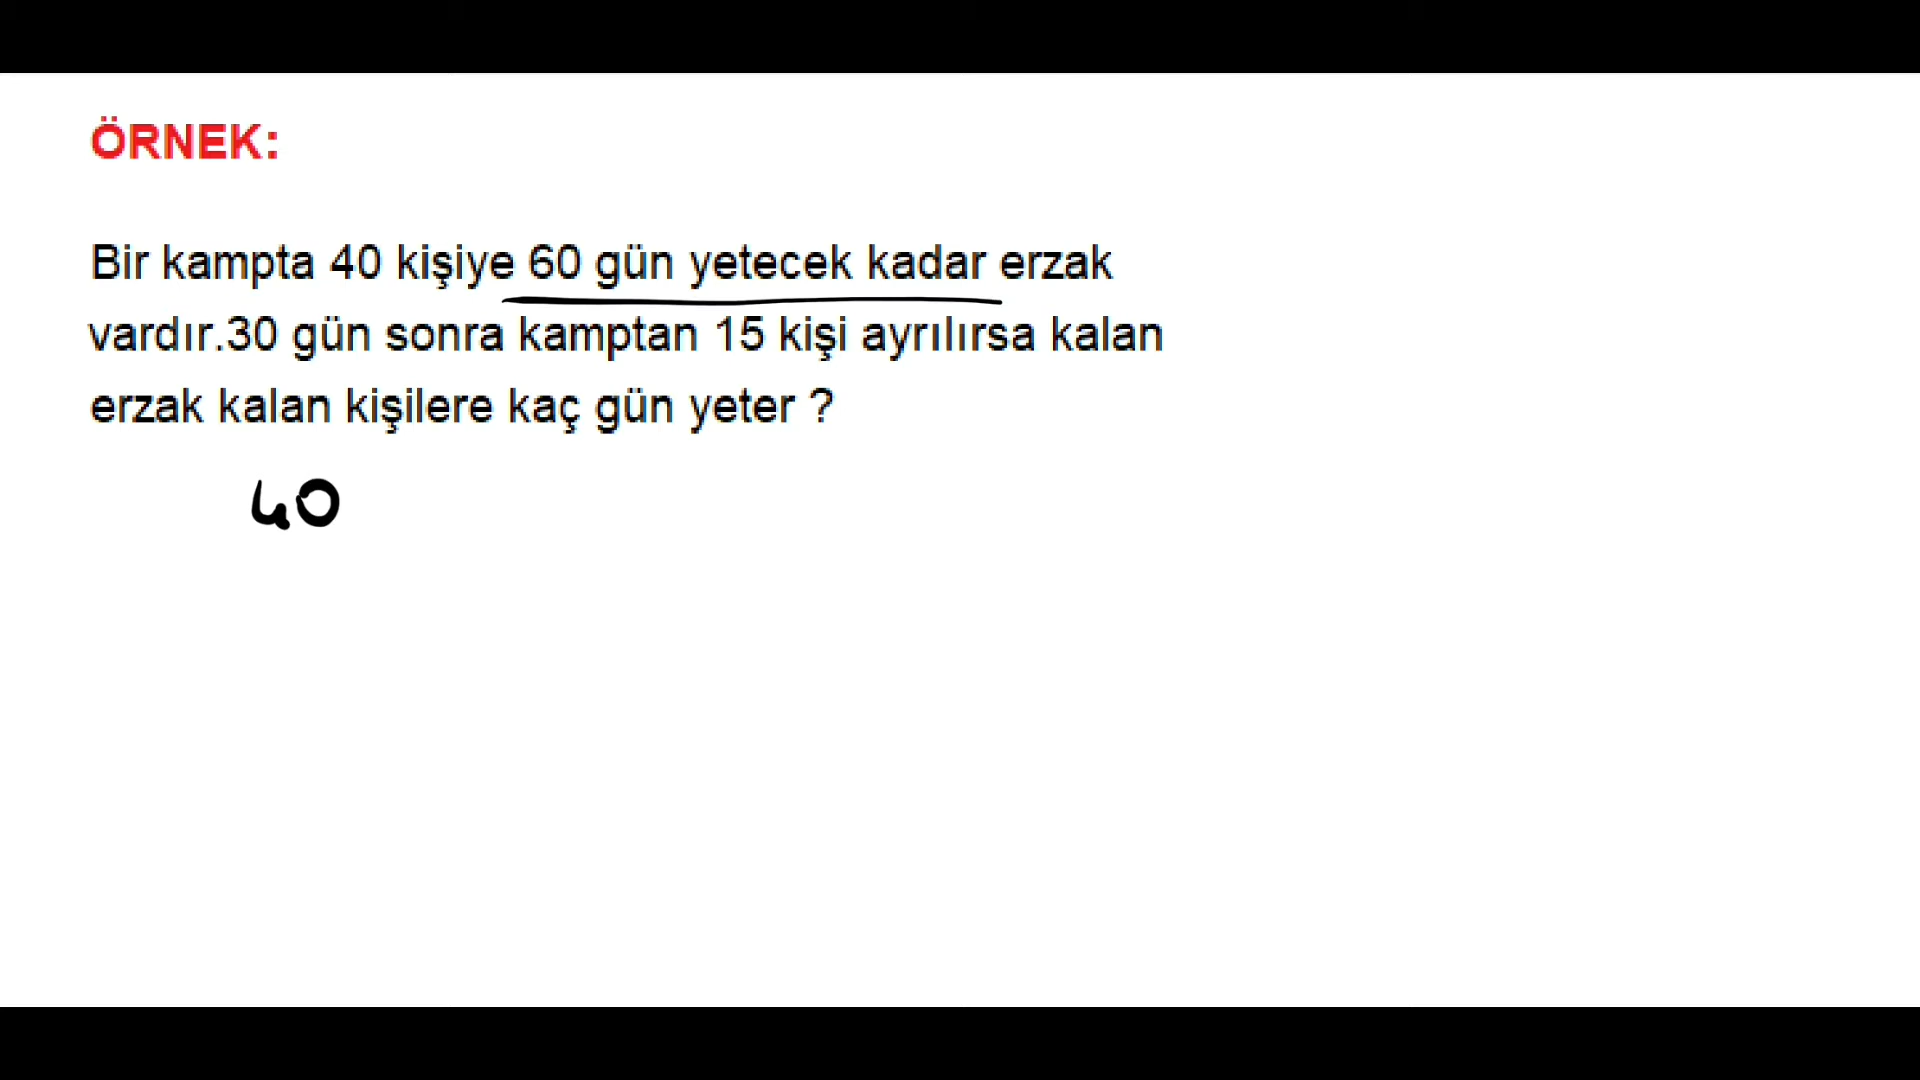 ÖRNEK:
Bir kampta 40 kişiye 60 gün yetecek kadar erzak
vardır.30 gün sonra kamptan 15 kişi ayrılırsa kalan
erzak kalan kişilere kaç gün yeter ?
40